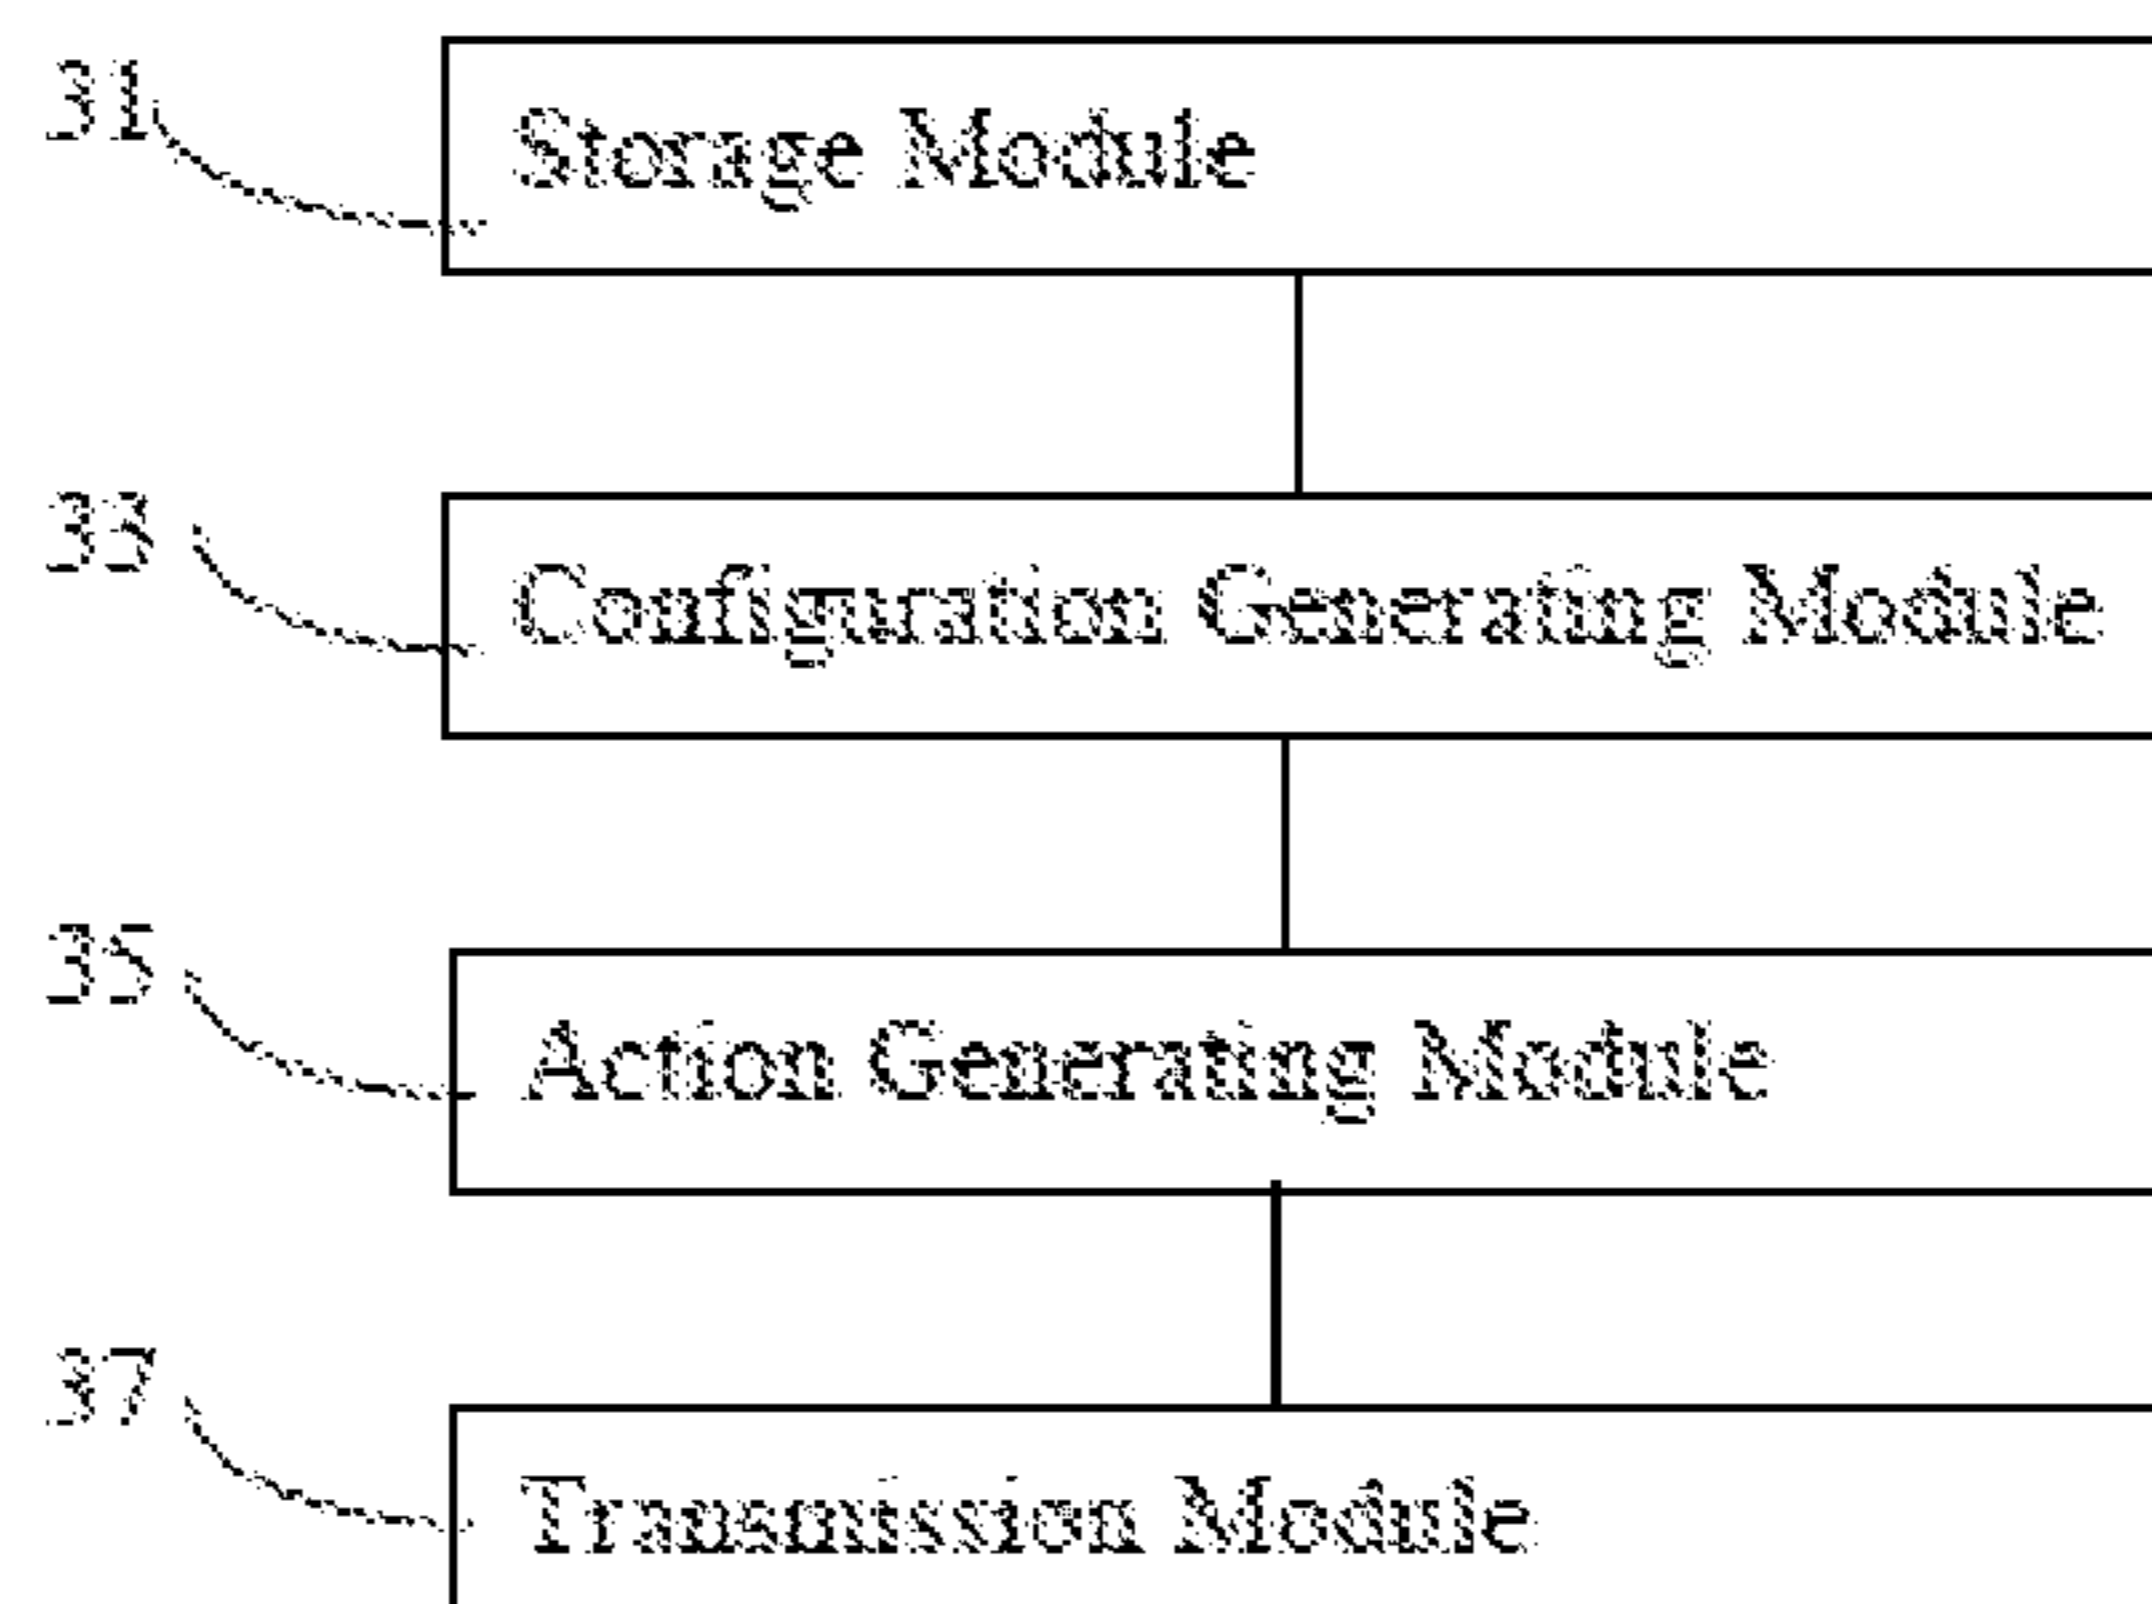 31
Storage Module
33
Configuration Generating Module
35
Action Generating Module
37
Transmission Module